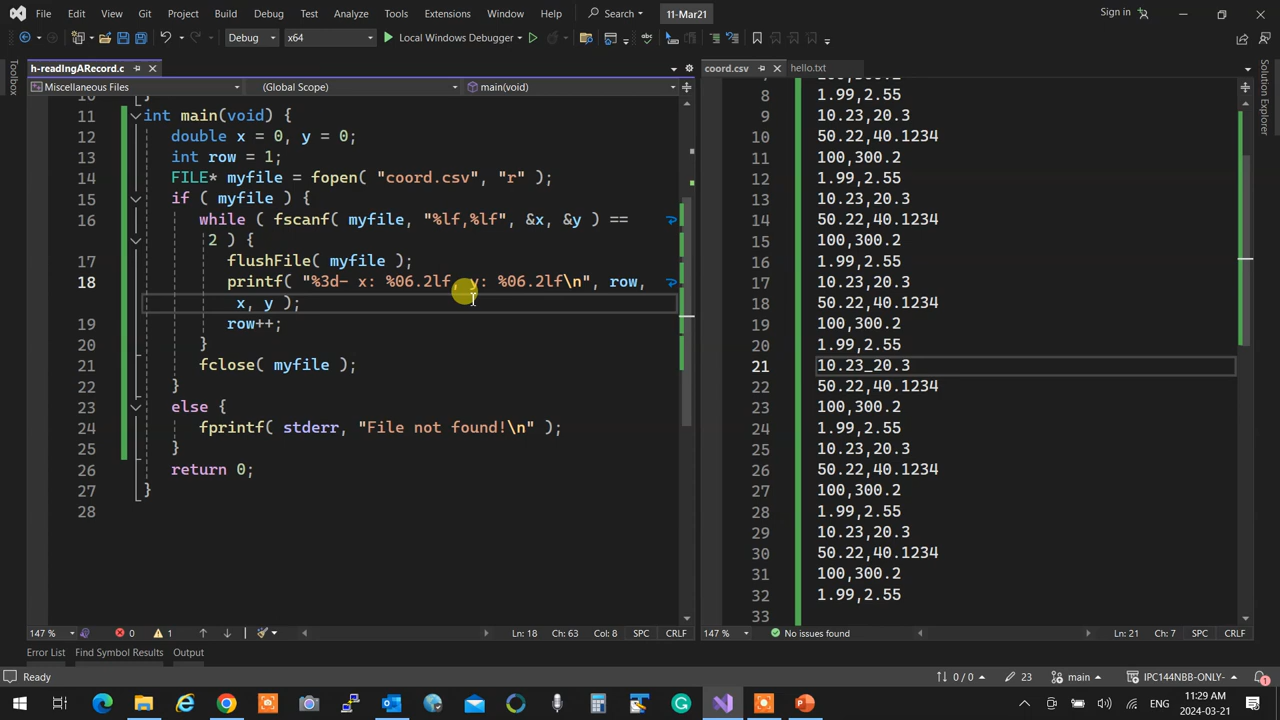 File Edit View Git Project Build Debug Test Analyze Tools Extensions Window Help Search 11-Mar21 Sign in
Debug x64 Local Windows Debugger
Toolbox
h-readIngARecord.c
Miscellaneous Files (Global Scope) main(void)
11 int main(void) {
12 double x = 0, y = 0;
13 int row = 1;
14 FILE* myfile = fopen( "coord.csv", "r" );
15 if ( myfile ) {
16 while ( fscanf( myfile, "%lf,%lf", &x, &y ) ==
2 ) {
17 flushFile( myfile );
18 printf( "%3d- x: %06.2lf, y: %06.2lf\n", row,
x, y );
19 row++;
20 }
21 fclose( myfile );
22 }
23 else {
24 fprintf( stderr, "File not found!\n" );
25 }
26 return 0;
27 }
28
147 % 0 1 Ln: 18 Ch: 63 Col: 8 SPC CRLF
coord.csv hello.txt
Solution Explorer
8 1.99,2.55
9 10.23,20.3
10 50.22,40.1234
11 100,300.2
12 1.99,2.55
13 10.23,20.3
14 50.22,40.1234
15 100,300.2
16 1.99,2.55
17 10.23,20.3
18 50.22,40.1234
19 100,300.2
20 1.99,2.55
21 10.23_20.3
22 50.22,40.1234
23 100,300.2
24 1.99,2.55
25 10.23,20.3
26 50.22,40.1234
27 100,300.2
28 1.99,2.55
29 10.23,20.3
30 50.22,40.1234
31 100,300.2
32 1.99,2.55
33
147 % No issues found Ln: 21 Ch: 7 SPC CRLF
Error List Find Symbol Results Output
Ready 0 / 0 23 main IPC144NBB-ONLY- 1
ENG 11:29 AM
2024-03-21